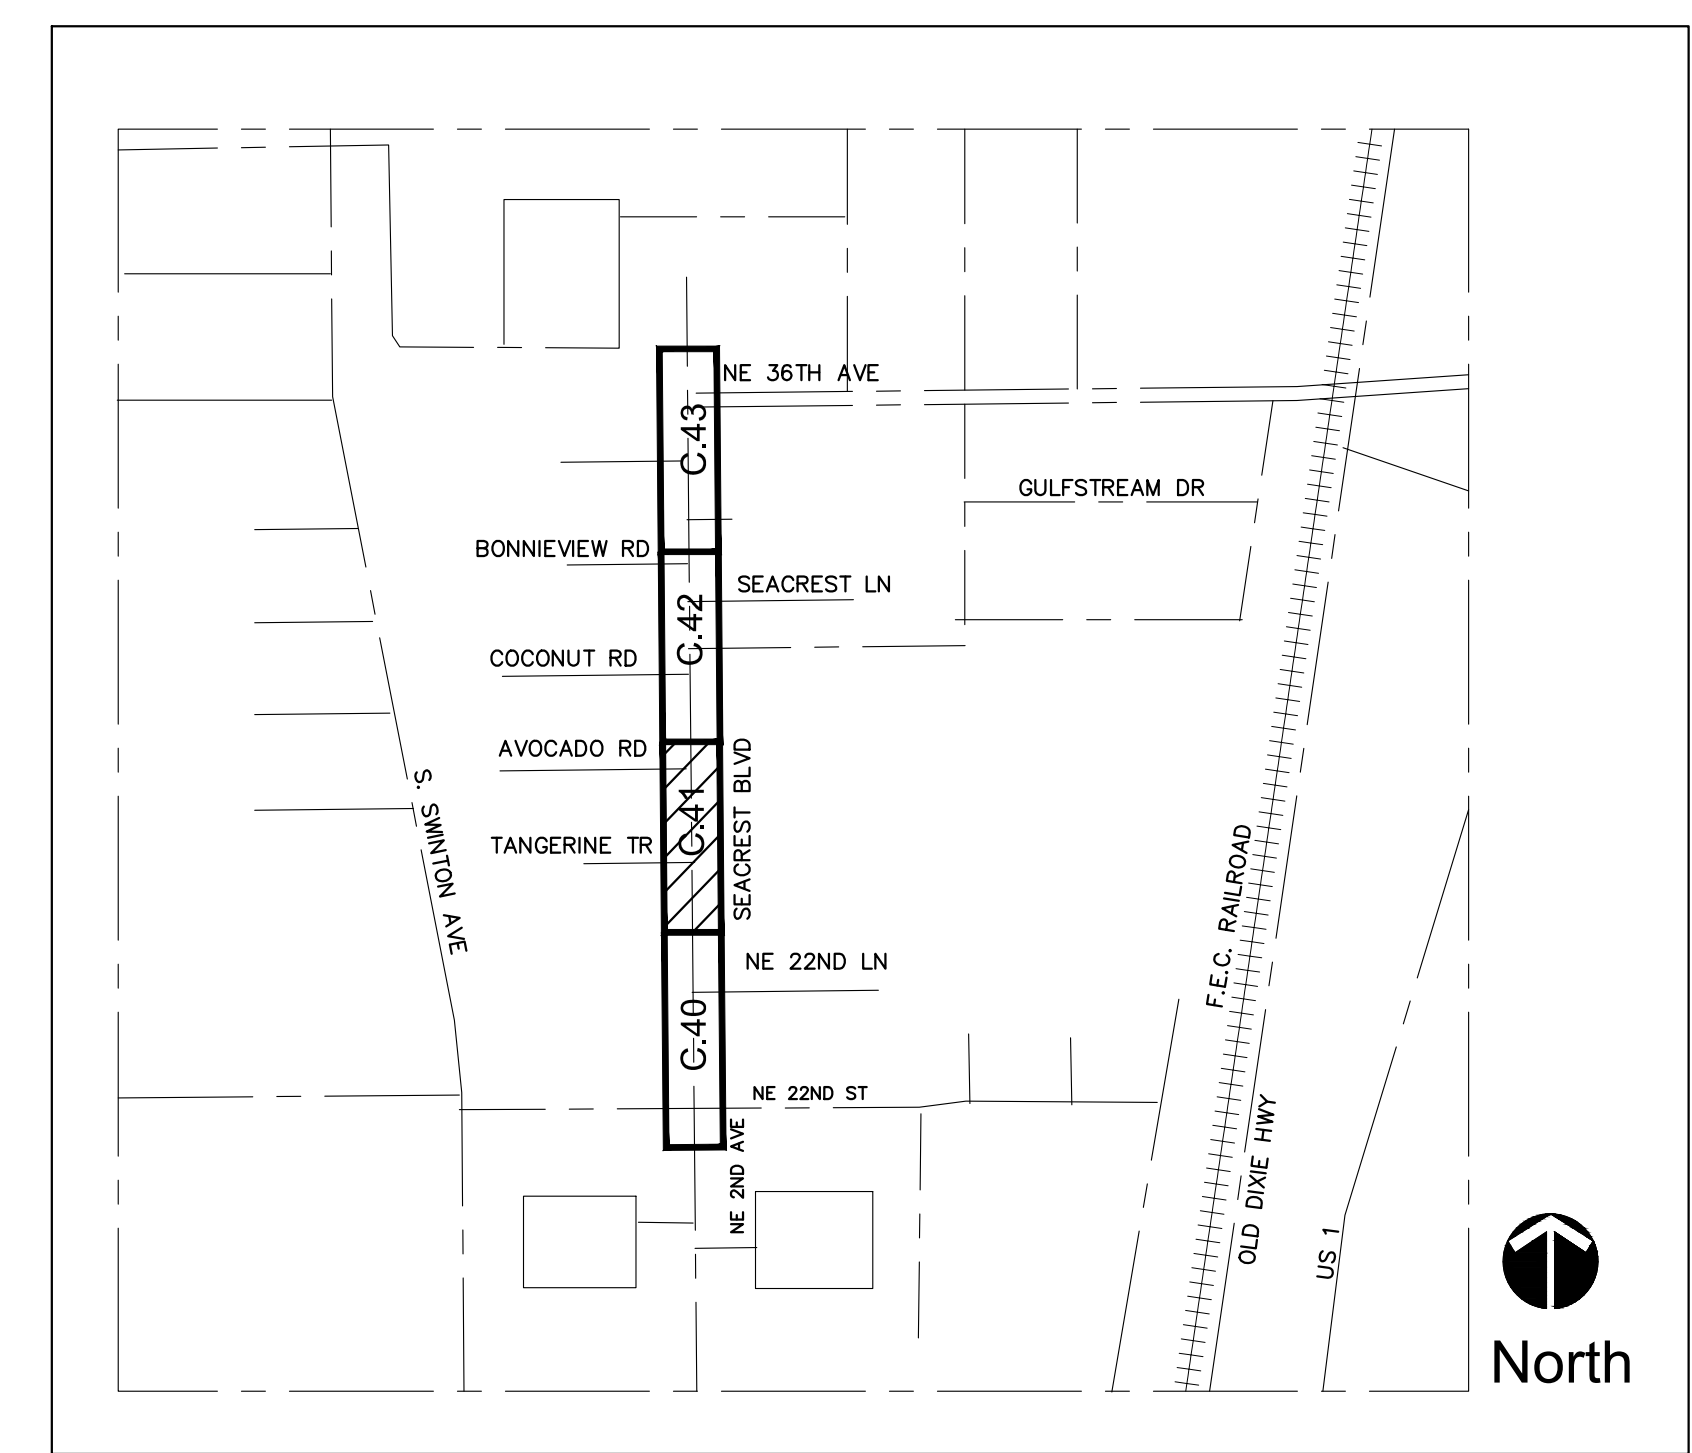 NE 36TH AVE
C.43
GULFSTREAM DR
BONNIEVIEW RD
SEACREST LN
C.42
COCONUT RD
AVOCADO RD
SEACREST BLVD
C.41
TANGERINE TR
S. SWINTON AVE
F.E.C. RAILROAD
NE 22ND LN
C.40
NE 22ND ST
NE 2ND AVE
OLD DIXIE HWY
US 1
North